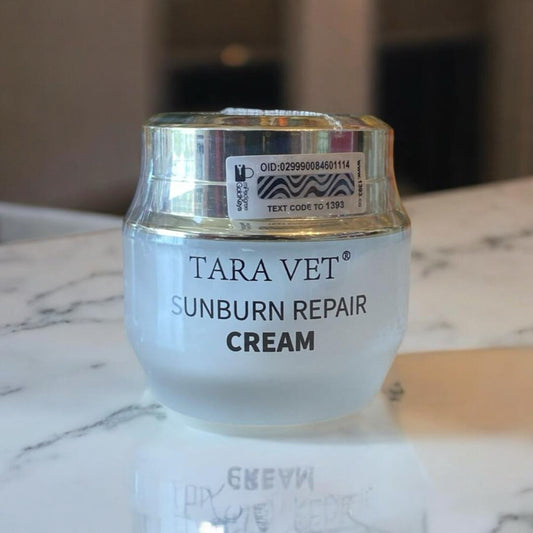 OID:029990084601114
TEXT CODE TO 1393
TARA VET®
SUNBURN REPAIR
CREAM